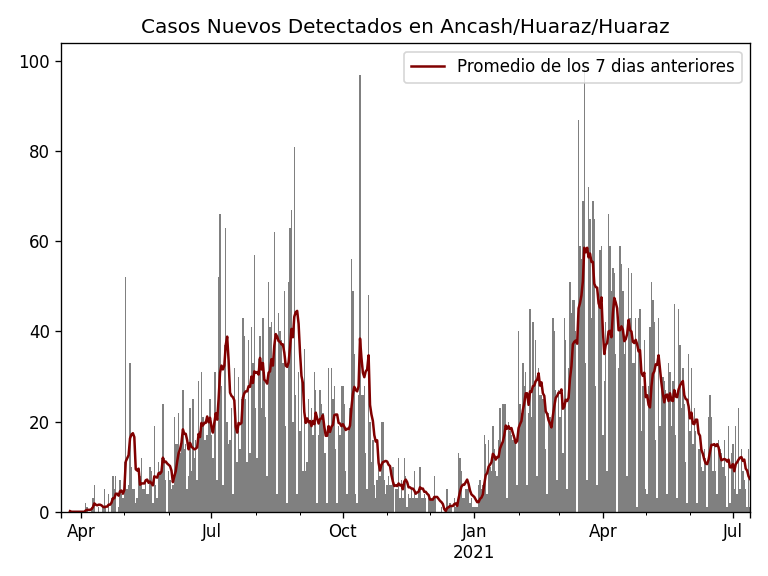 Casos Nuevos Detectados en Ancash/Huaraz/Huaraz
Promedio de los 7 dias anteriores
100
80
60
40
20
0
Apr Jul Oct Jan Apr Jul
2021